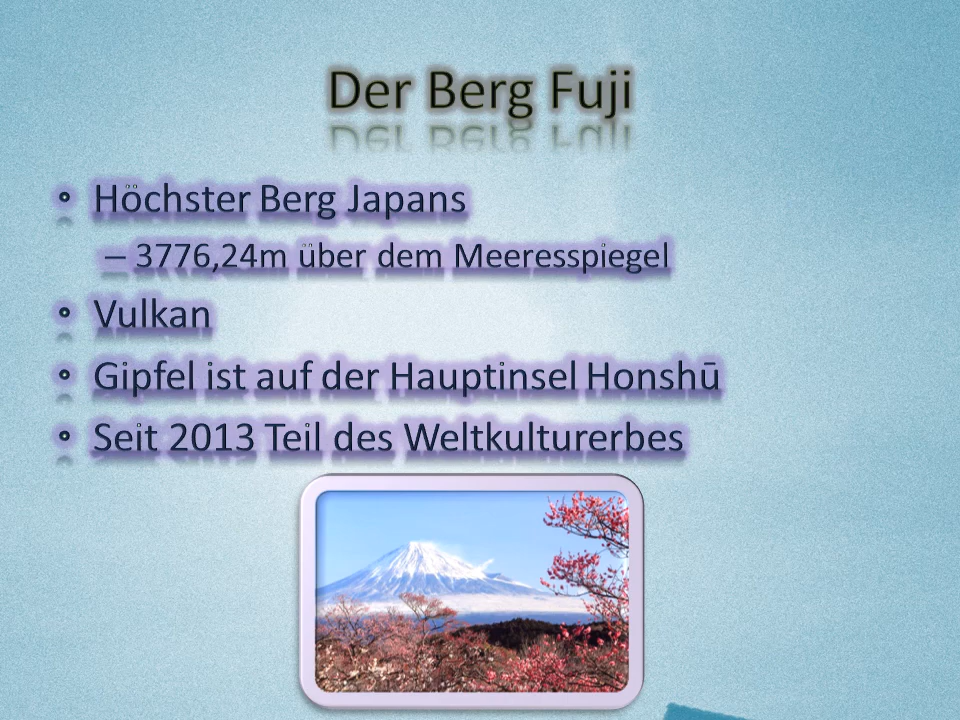 Der Berg Fuji
• Höchster Berg Japans
– 3776,24m über dem Meeresspiegel
• Vulkan
• Gipfel ist auf der Hauptinsel Honshū
• Seit 2013 Teil des Weltkulturerbes